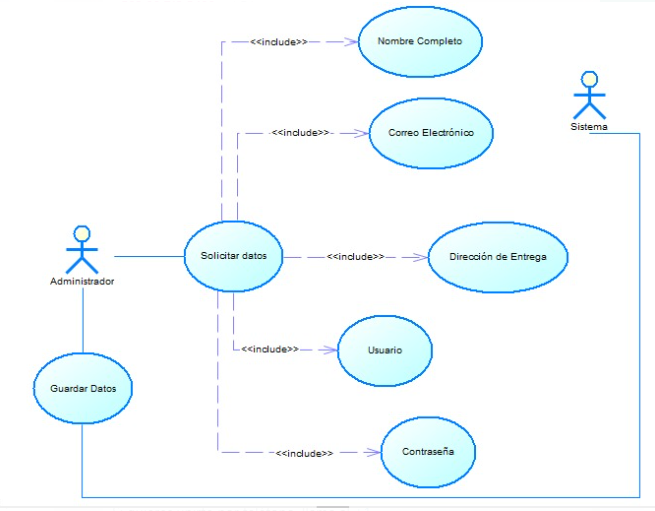 <<include>>
Nombre Completo
Sistema
<<include>>
Correo Electrónico
Solicitar datos
<<include>>
Dirección de Entrega
Administrador
<<include>>
Usuario
Guardar Datos
<<include>>
Contraseña